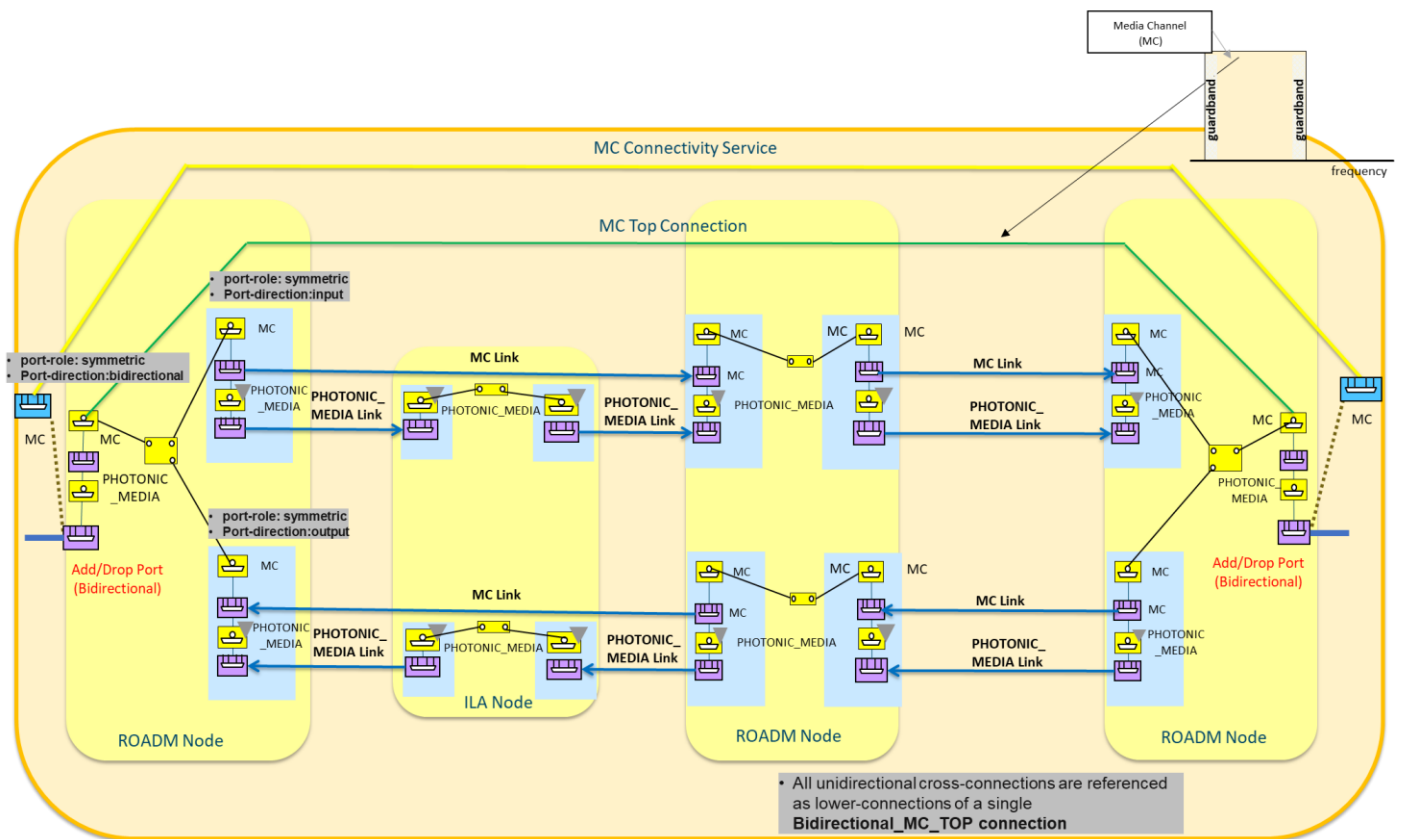 Media Channel
(MC)
guardband
guardband
frequency
MC Connectivity Service
MC Top Connection
• port-role: symmetric
• Port-direction:input
• port-role: symmetric
• Port-direction:bidirectional
MC
MC
PHOTONIC
_MEDIA
MC
PHOTONIC
_MEDIA
MC Link
PHOTONIC_
MEDIA Link
PHOTONIC_MEDIA
PHOTONIC_
MEDIA Link
MC
MC
PHOTONIC_MEDIA
MC
MC
MC Link
PHOTONIC_
MEDIA Link
MC
MC
PHOTONIC
_MEDIA
MC
PHOTONIC_
MEDIA
MC
• port-role: symmetric
• Port-direction:output
Add/Drop Port
(Bidirectional)
MC
PHOTONIC
_MEDIA
MC Link
PHOTONIC_
MEDIA Link
PHOTONIC_MEDIA
PHOTONIC_
MEDIA Link
MC
MC
PHOTONIC_MEDIA
MC
MC
MC Link
PHOTONIC_
MEDIA Link
MC
MC
PHOTONIC
_MEDIA
Add/Drop Port
(Bidirectional)
ILA Node
ROADM Node
ROADM Node
ROADM Node
• All unidirectional cross-connections are referenced
as lower-connections of a single
Bidirectional_MC_TOP connection